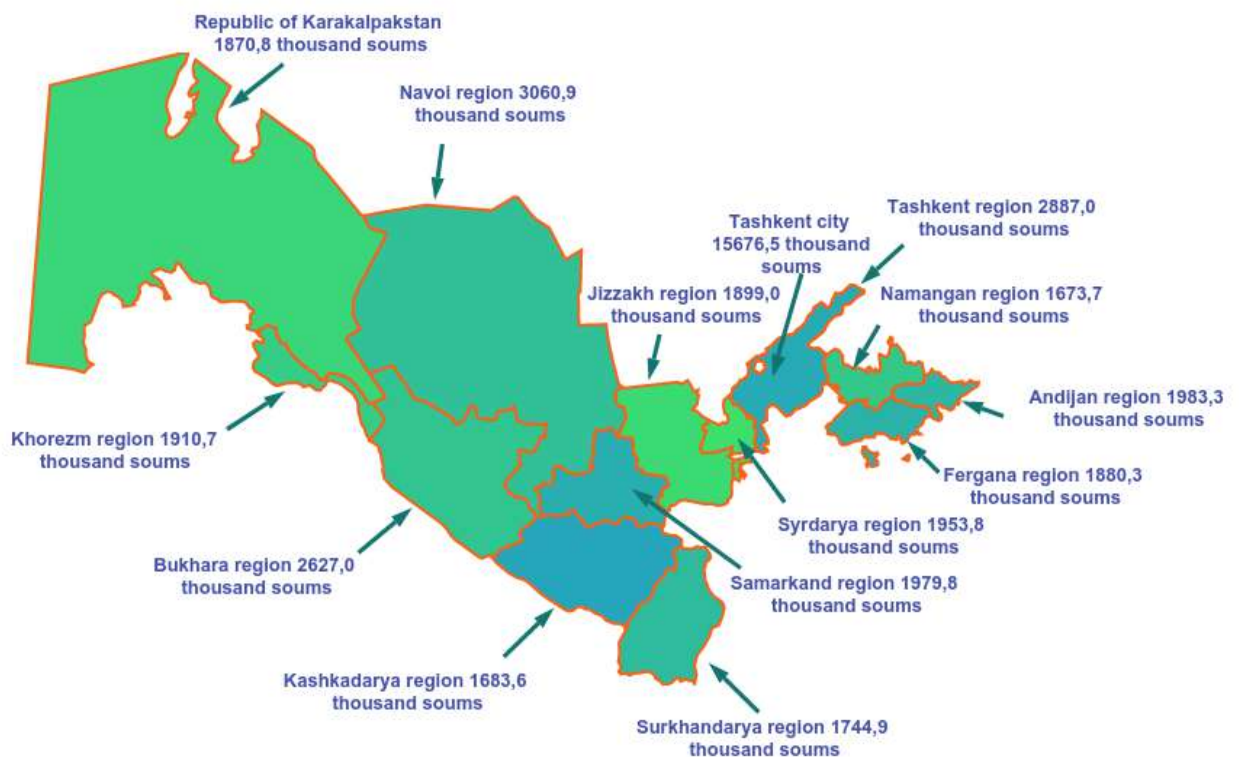 Republic of Karakalpakstan
1870,8 thousand soums
Navoi region 3060,9
thousand soums
Tashkent city
15676,5 thousand
soums
Tashkent region 2887,0
thousand soums
Jizzakh region 1899,0
thousand soums
Namangan region 1673,7
thousand soums
Andijan region 1983,3
thousand soums
Khorezm region 1910,7
thousand soums
Fergana region 1880,3
thousand soums
Syrdarya region 1953,8
thousand soums
Bukhara region 2627,0
thousand soums
Samarkand region 1979,8
thousand soums
Kashkadarya region 1683,6
thousand soums
Surkhandarya region 1744,9
thousand soums